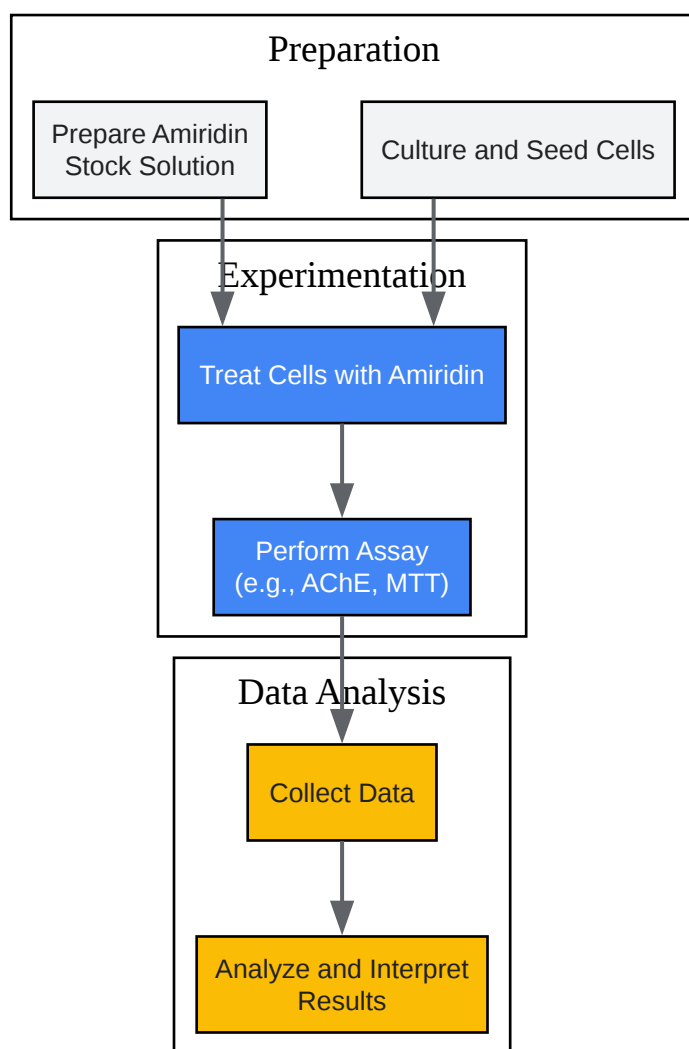 Preparation
Prepare Amiridin
Stock Solution
Culture and Seed Cells
Experimentation
Treat Cells with Amiridin
Perform Assay
(e.g., AChE, MTT)
Data Analysis
Collect Data
Analyze and Interpret
Results